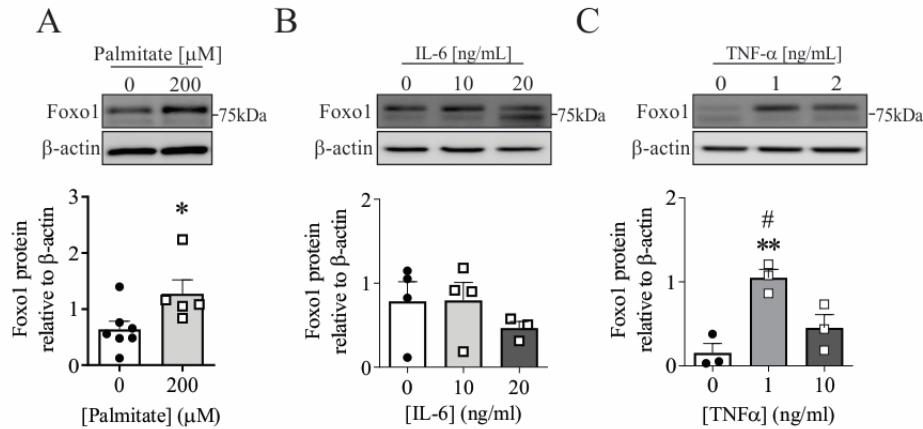 A
Palmitate [μM]
0 200
Foxo1
-75kDa
β-actin
3
2
1
0
Foxo1 protein
relative to β-actin
*
0 200
[Palmitate] (μM)
B
IL-6 [ng/mL]
0 10 20
Foxo1
-75kDa
β-actin
2
1
0
Foxo1 protein
relative to β-actin
0 10 20
[IL-6] (ng/ml)
C
TNF-α [ng/mL]
0 1 2
Foxo1
-75kDa
β-actin
2
1
0
Foxo1 protein
relative to β-actin
#
**
0 1 10
[TNFα] (ng/ml)